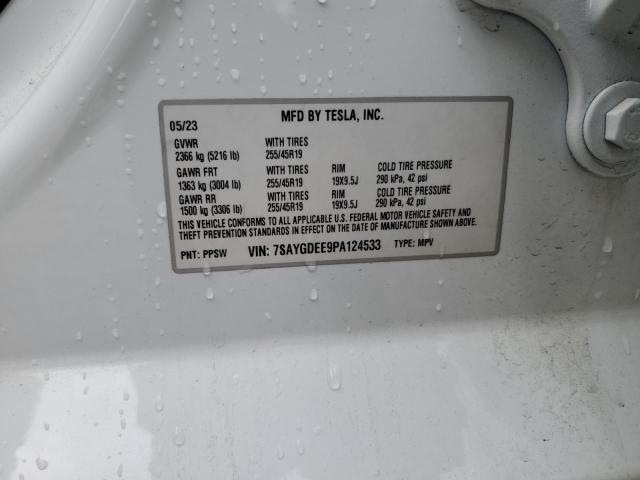 05/23 MFD BY TESLA, INC.
GVWR WITH TIRES
2366 kg (5216 lb) 255/45R19
GAWR FRT WITH TIRES RIM COLD TIRE PRESSURE
1363 kg (3004 lb) 255/45R19 19X9.5J 290 kPa, 42 psi
GAWR RR WITH TIRES RIM COLD TIRE PRESSURE
1500 kg (3306 lb) 255/45R19 19X9.5J 290 kPa, 42 psi
THIS VEHICLE CONFORMS TO ALL APPLICABLE U.S. FEDERAL MOTOR VEHICLE SAFETY AND
THEFT PREVENTION STANDARDS IN EFFECT ON THE DATE OF MANUFACTURE SHOWN ABOVE.
PNT: PPSW VIN: 7SAYGDEE9PA124533 TYPE: MPV